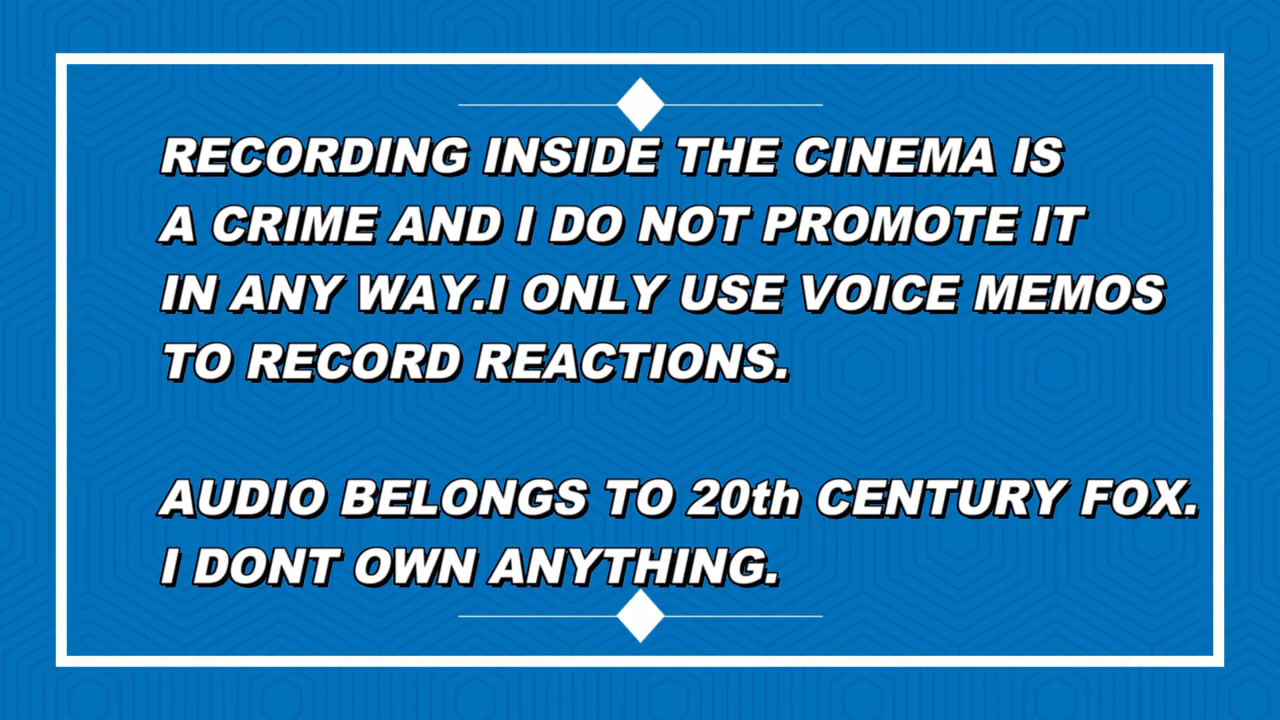 RECORDING INSIDE THE CINEMA IS
A CRIME AND I DO NOT PROMOTE IT
IN ANY WAY.I ONLY USE VOICE MEMOS
TO RECORD REACTIONS.
AUDIO BELONGS TO 20th CENTURY FOX.
I DONT OWN ANYTHING.